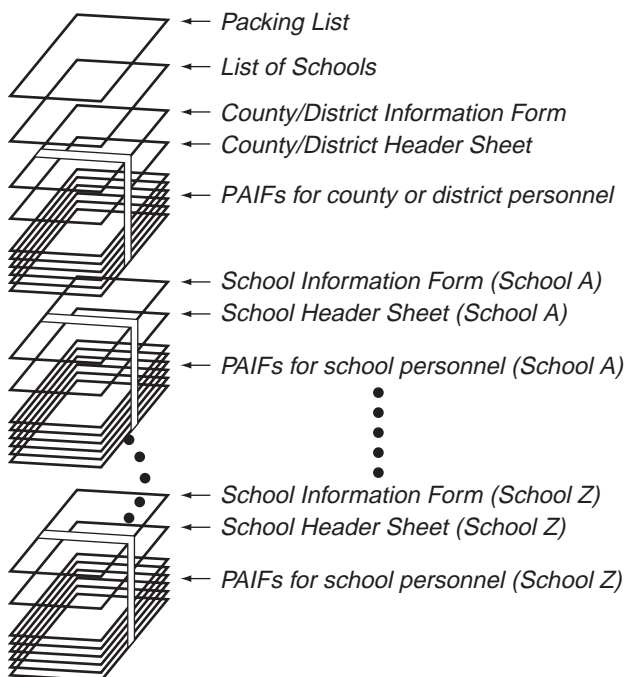 Packing List
List of Schools
County/District Information Form
County/District Header Sheet
PAIFs for county or district personnel
School Information Form (School A)
School Header Sheet (School A)
PAIFs for school personnel (School A)
School Information Form (School Z)
School Header Sheet (School Z)
PAIFs for school personnel (School Z)